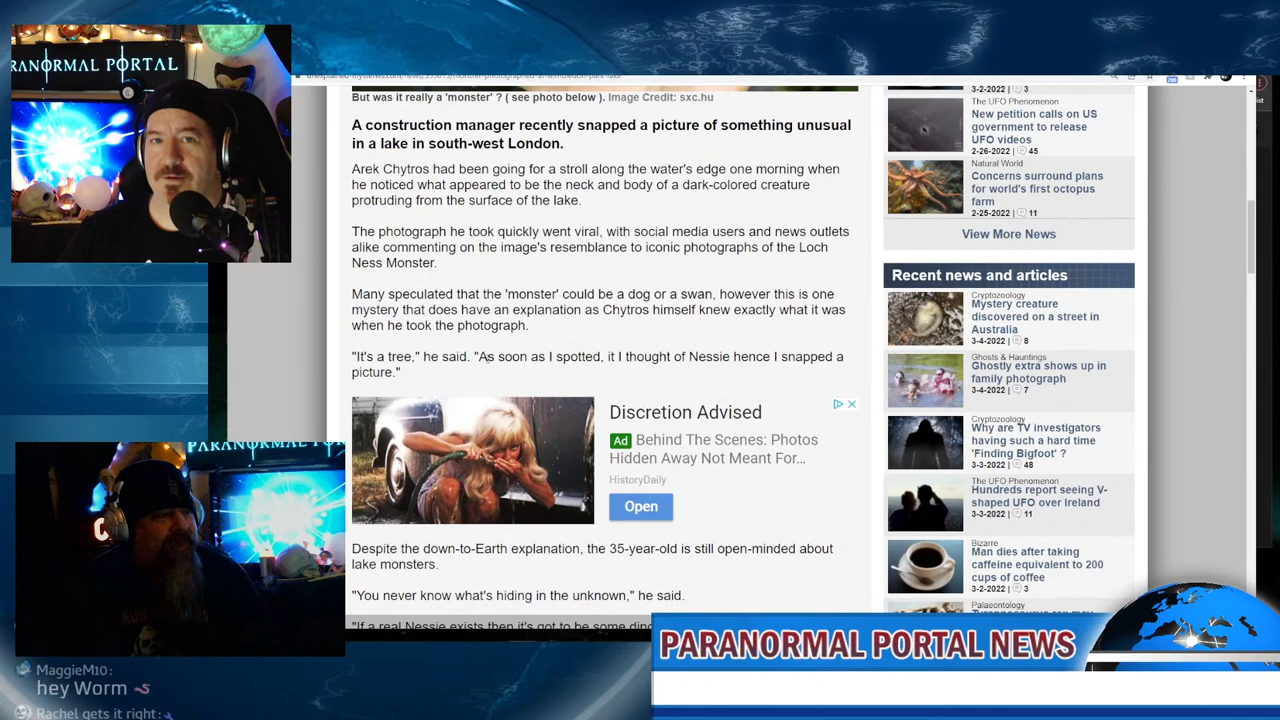 PARANORMAL PORTAL
But was it really a 'monster' ? ( see photo below ). Image Credit: sxc.hu
A construction manager recently snapped a picture of something unusual
in a lake in south-west London.
Arek Chytros had been going for a stroll along the water's edge one morning when
he noticed what appeared to be the neck and body of a dark-colored creature
protruding from the surface of the lake.
The photograph he took quickly went viral, with social media users and news outlets
alike commenting on the image's resemblance to iconic photographs of the Loch
Ness Monster.
Many speculated that the 'monster' could be a dog or a swan, however this is one
mystery that does have an explanation as Chytros himself knew exactly what it was
when he took the photograph.
"It's a tree," he said. "As soon as I spotted, it I thought of Nessie hence I snapped a
picture."
Discretion Advised
Ad Behind The Scenes: Photos
Hidden Away Not Meant For...
HistoryDaily
Open
Despite the down-to-Earth explanation, the 35-year-old is still open-minded about
lake monsters.
"You never know what's hiding in the unknown," he said.
"If a real Nessie exists then it's got to be some
3-2-2022 | 3
The UFO Phenomenon
New petition calls on US
government to release
UFO videos
2-26-2022 | 45
Natural World
Concerns surround plans
for world's first octopus
farm
2-25-2022 | 11
View More News
Recent news and articles
Cryptozoology
Mystery creature
discovered on a street in
Australia
3-4-2022 | 8
Ghosts & Hauntings
Ghostly extra shows up in
family photograph
3-4-2022 | 7
Cryptozoology
Why are TV investigators
having such a hard time
'Finding Bigfoot' ?
3-3-2022 | 48
The UFO Phenomenon
Hundreds report seeing V-
shaped UFO over Ireland
3-3-2022 | 11
Bizarre
Man dies after taking
caffeine equivalent to 200
cups of coffee
3-2-2022 | 3
Palaeontology
PARANORMAL PORTAL
PARANORMAL PORTAL NEWS
MaggieM10:
hey Worm
Rachel gets it right: